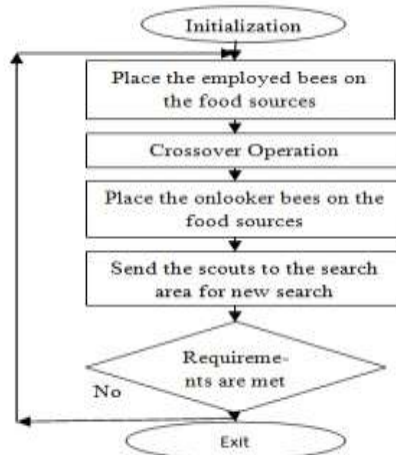 Initialization
Place the employed bees on
the food sources
Crossover Operation
Place the onlooker bees on the
food sources
Send the scouts to the search
area for new search
Requireme-
nts are met
No
Exit